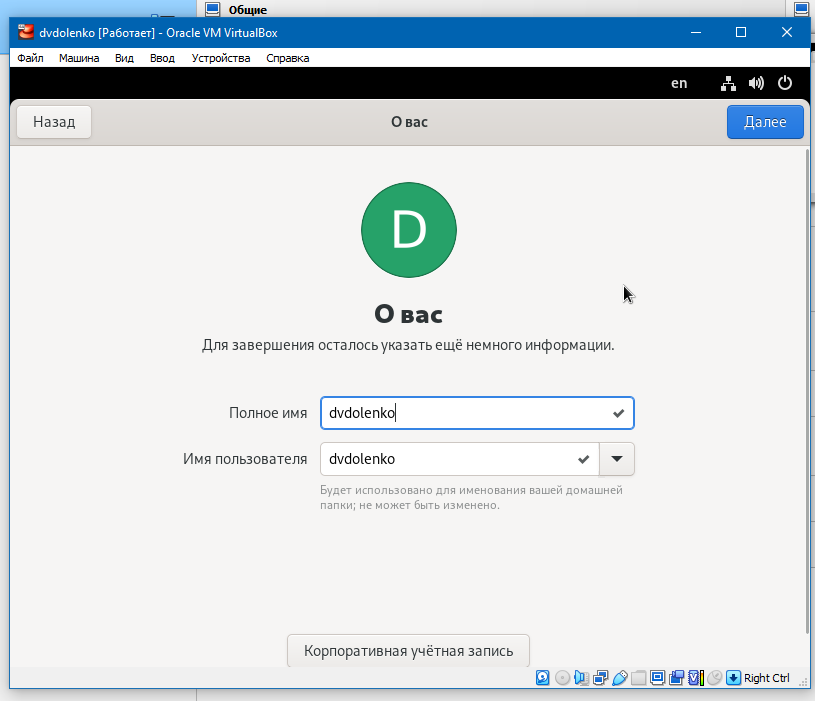 Общие
dvdolenko [Работает] - Oracle VM VirtualBox
Файл Машина Вид Ввод Устройства Справка
en
Назад О вас Далее
D
О вас
Для завершения осталось указать ещё немного информации.
Полное имя dvdolenko
Имя пользователя dvdolenko
Будет использовано для именования вашей домашней
папки; не может быть изменено.
Корпоративная учётная запись
Right Ctrl